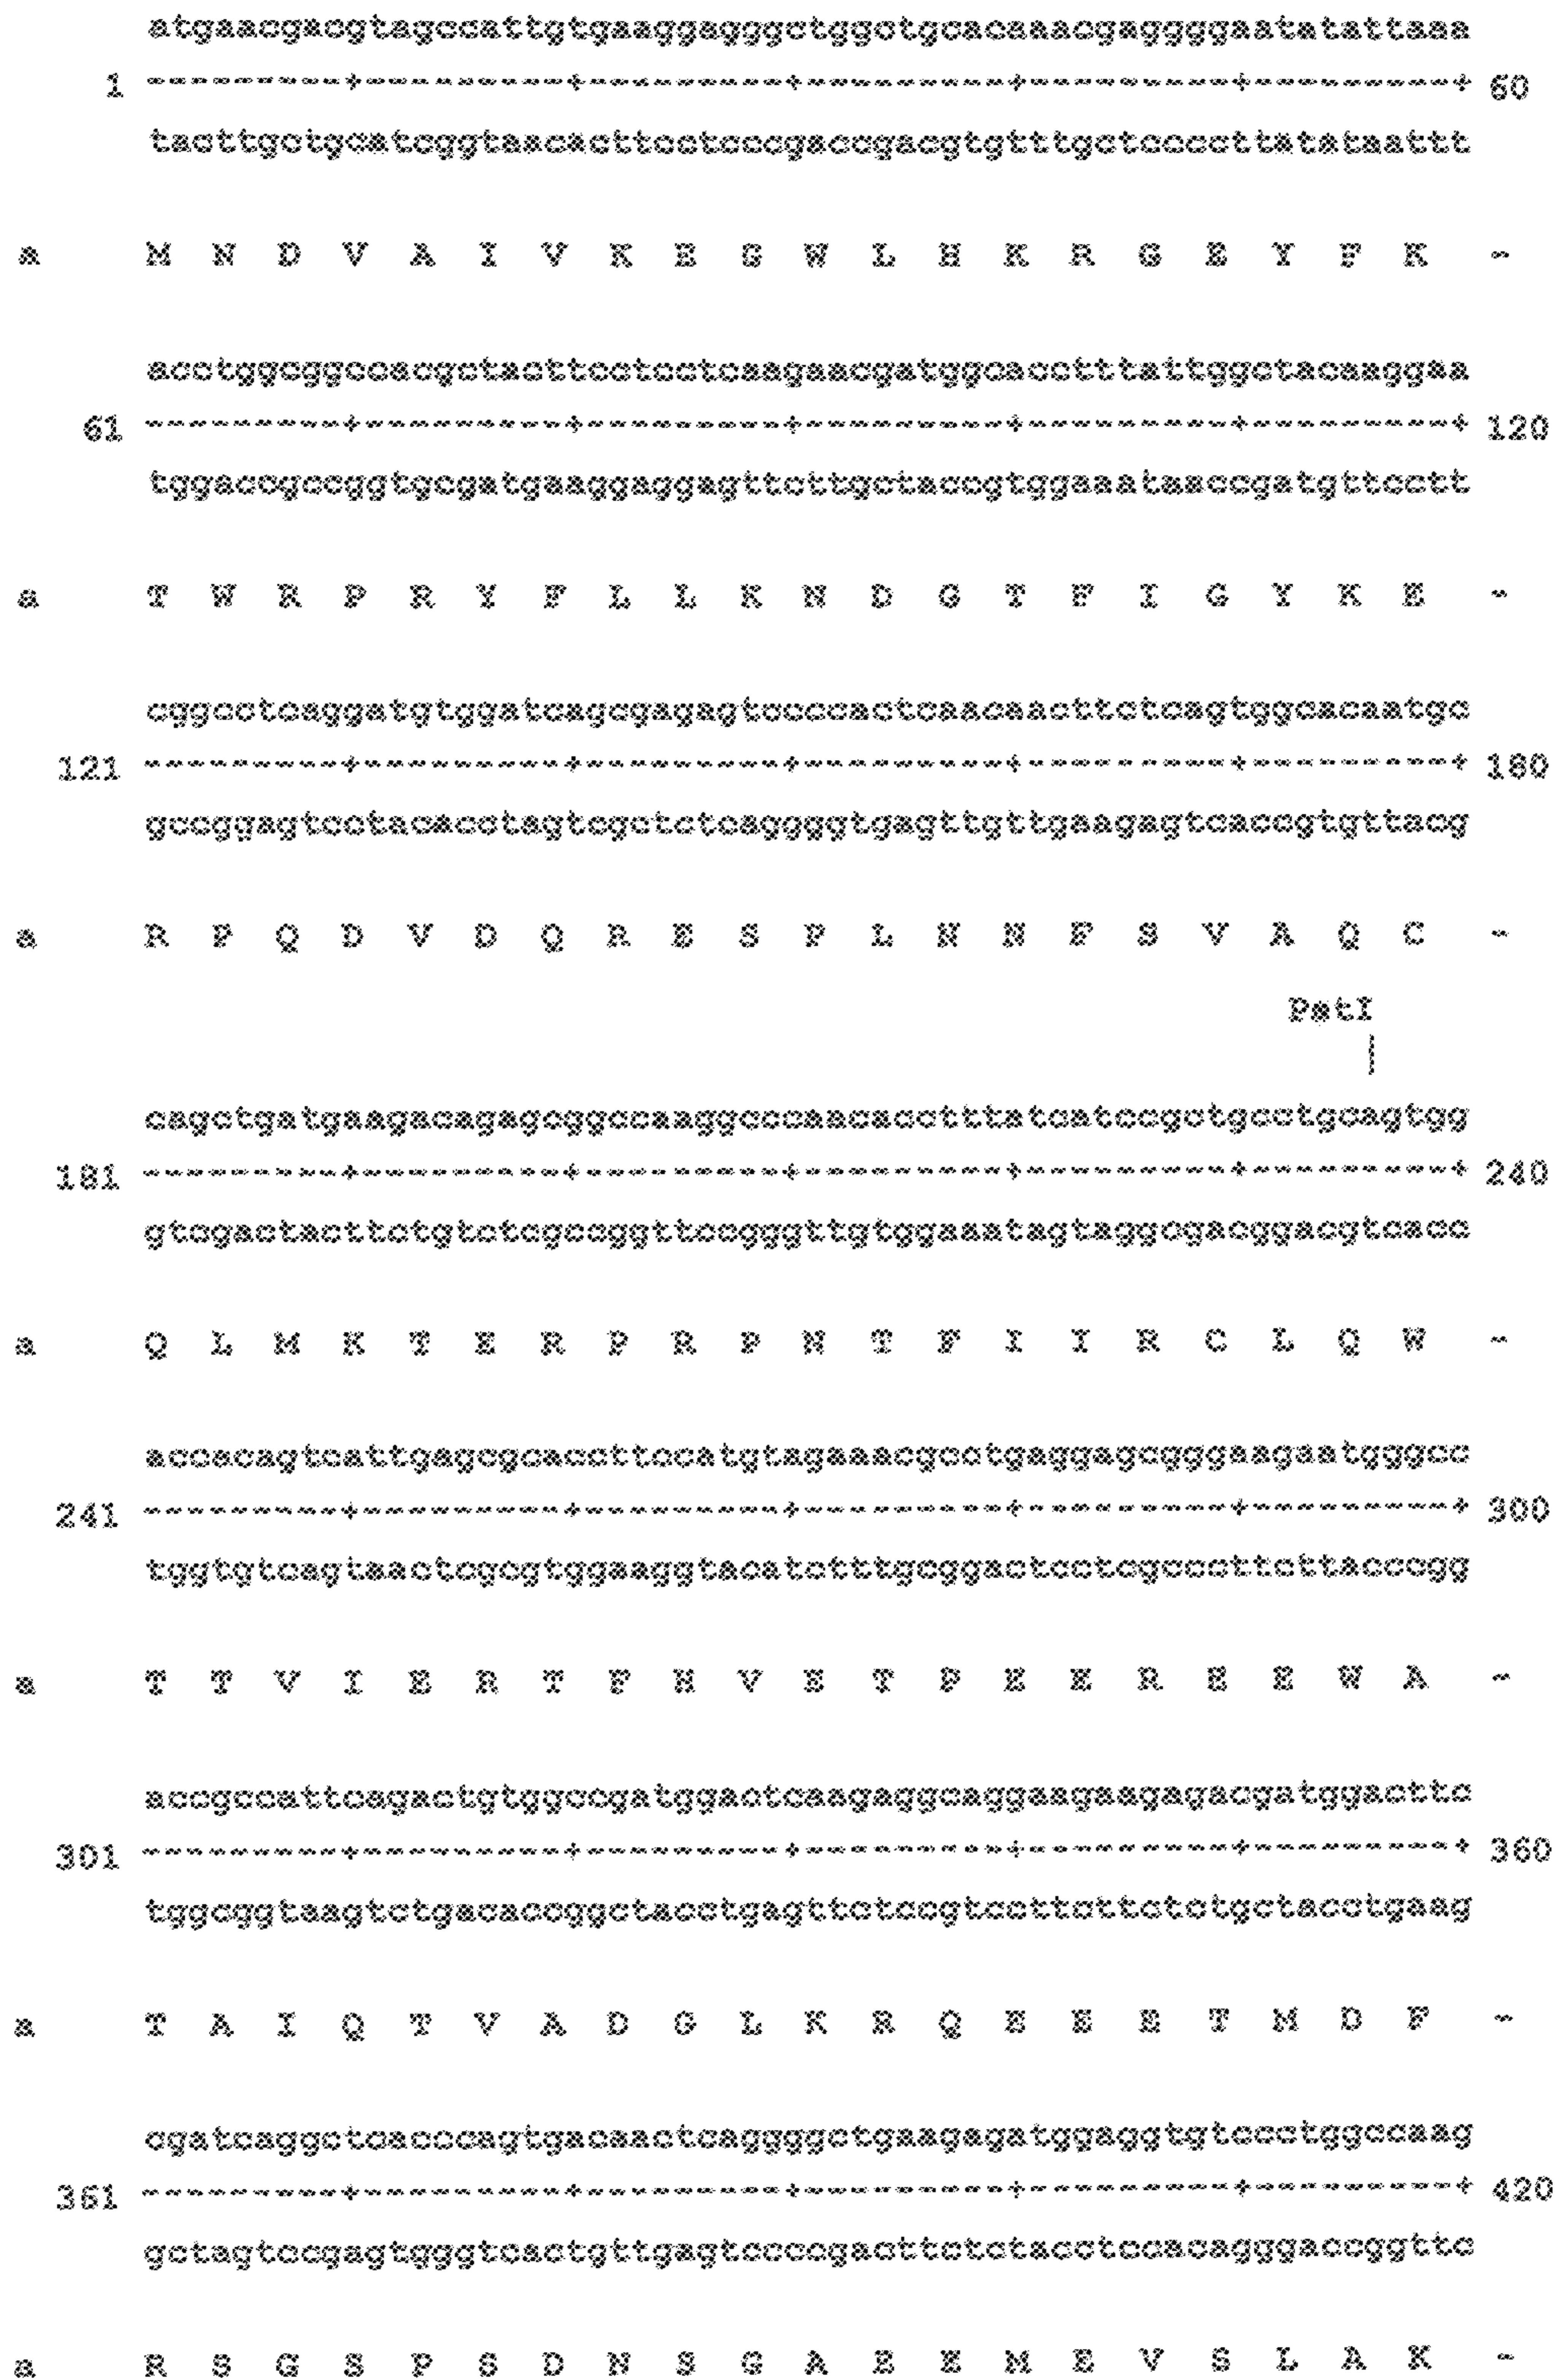 atgaacgacgtagccattgtgaaggagggctggctgcacaaacgaggggaatatattaaa
1 ---------+---------+---------+---------+---------+---------+ 60
tacttgctgcatcggtaacacttcctcccgaccgacgtgtttgctccccttatataattt
a M N D V A I V K E G W L H K R G E Y F K -
acctggcggccacgctacttcctcctcaagaacgatggcacctttattggctacaaggaa
61 ---------+---------+---------+---------+---------+---------+ 120
tggaccgccggtgcgatgaaggaggagttcttgctaccgtggaaataaccgatgttcctt
a T W R P R Y F L L K N D G T F I G Y K E -
cggcctcaggatgtggatcagcgagagtccccactcaacaacttctcagtggcacaatgc
121 ---------+---------+---------+---------+---------+---------+ 180
gccggagtcctacacctagtcgctctcaggggtgagttgttgaagagtcaccgtgttacg
a R P Q D V D Q R E S P L N N F S V A Q C -
PstI
|
cagctgatgaagacagagcggccaaggcccaacacctttatcatccgctgcctgcagtgg
181 ---------+---------+---------+---------+---------+---------+ 240
gtcgactacttctgtctcgccggttccgggttgtggaaatagtaggcgacggacgtcacc
a Q L M K T E R P R P N T F I I R C L Q W -
accacagtcattgagcgcaccttccatgtagaaacgcctgaggagcgggaagaatgggcc
241 ---------+---------+---------+---------+---------+---------+ 300
tggtgtcagtaactcgcgtggaaggtacatctttgcggactcctcgcccttcttacccgg
a T T V I E R T F H V E T P E E R E E W A -
accgccattcagactgtggccgatggactcaagaggcaggaagaagagacgatggacttc
301 ---------+---------+---------+---------+---------+---------+ 360
tggcggtaagtctgacaccggctacctgagttctccgtccttcttctctgctacctgaag
a T A I Q T V A D G L K R Q E E E T M D F -
cgatcaggctcacccagtgacaactcaggggctgaagagatggaggtgtccctggccaag
361 ---------+---------+---------+---------+---------+---------+ 420
gctagtccgagtgggtcactgttgagtccccgacttctctacctccacagggaccggttc
a R S G S P S D N S G A E E M E V S L A K -